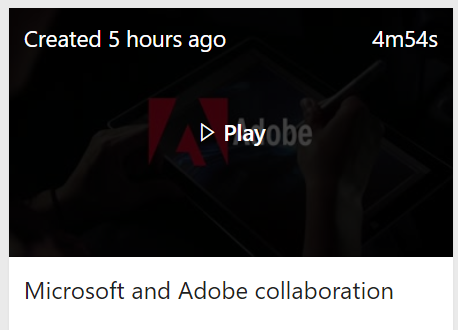 Created 5 hours ago 4m54s
Play
Adobe
Microsoft and Adobe collaboration